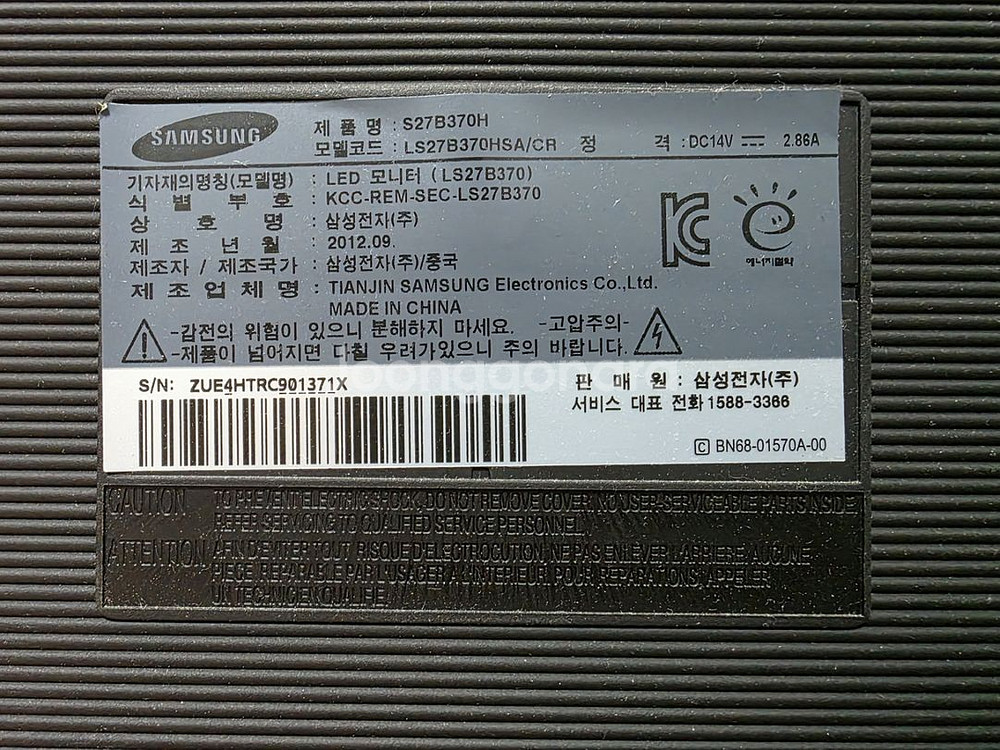 SAMSUNG
제 품 명 : S27B370H
모델코드 : LS27B370HSA/CR 정 격 : DC14V 2.86A
기자재의명칭(모델명) : LED 모니터 (LS27B370)
식 별 부 호 : KCC-REM-SEC-LS27B370
상 호 명 : 삼성전자(주)
제 조 년 월 : 2012.09.
제조자 / 제조국가 : 삼성전자(주)/중국
제 조 업 체 명 : TIANJIN SAMSUNG Electronics Co.,Ltd.
MADE IN CHINA
에너지절약
-감전의 위험이 있으니 분해하지 마세요. -고압주의-
-제품이 넘어지면 다칠 우려가있으니 주의 바랍니다.
S/N: ZUE4HTRC901371X
판 매 원 : 삼성전자(주)
서비스 대표 전화 1588-3366
C BN68-01570A-00
CAUTION TO PREVENT ELECTRIC SHOCK, DO NOT REMOVE COVER. NO USER-SERVICEABLE PARTS INSIDE.
REFER SERVICING TO QUALIFIED SERVICE PERSONNEL.
ATTENTION AFIN D'EVITER TOUT RISQUE D'ELECTROCUTION, NE PAS ENLEVER L'ARRIERE. AUCUNE
PIECE REPARABLE PAR L'USAGER A L'INTERIEUR. POUR REPARATIONS, APPELER
UN TECHNICIEN QUALIFIE.